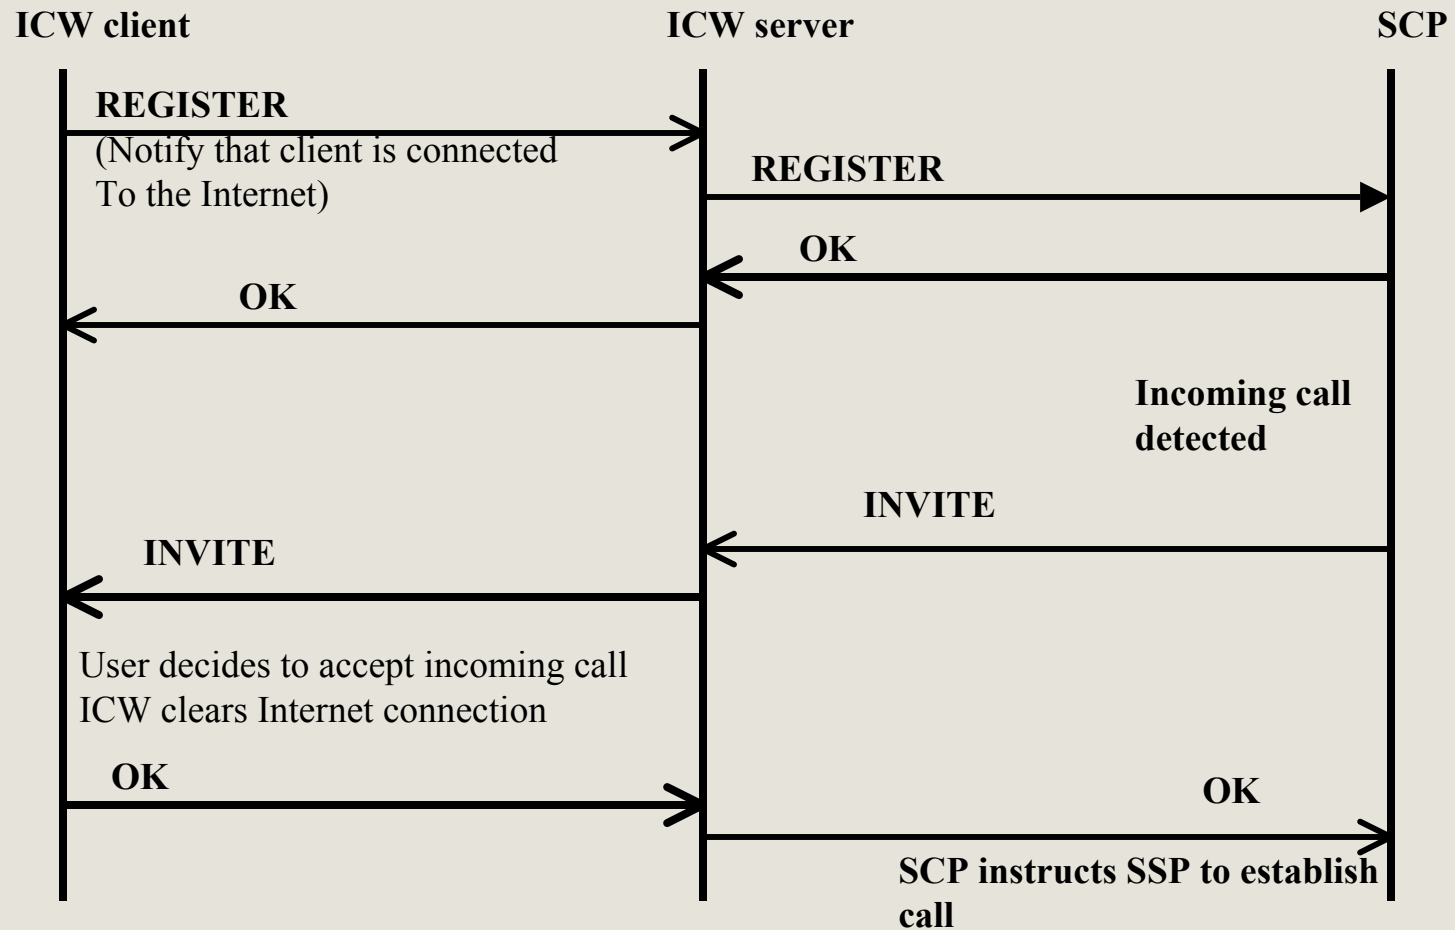 ICW client
ICW server
SCP
REGISTER
(Notify that client is connected
To the Internet)
REGISTER
OK
OK
Incoming call
detected
INVITE
INVITE
User decides to accept incoming call
ICW clears Internet connection
OK
OK
SCP instructs SSP to establish
call